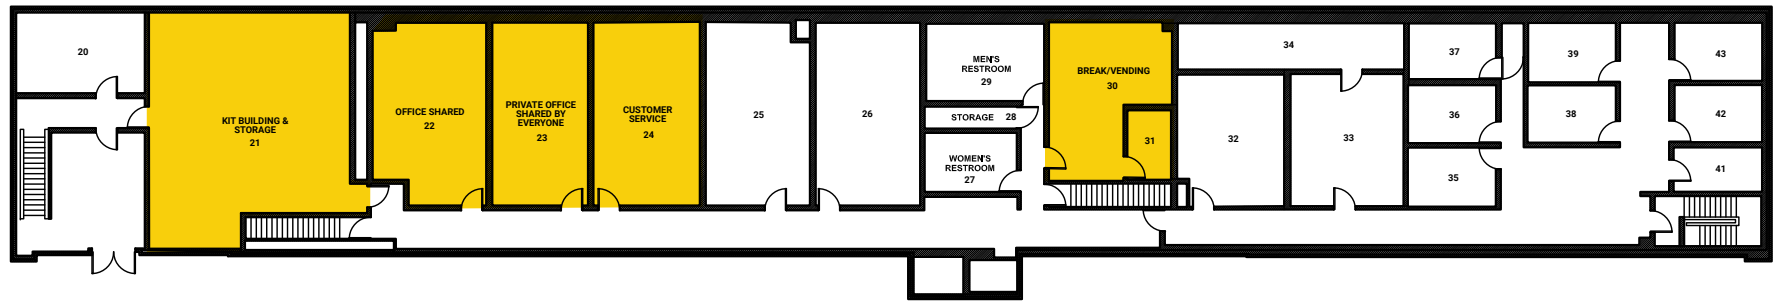 20
KIT BUILDING &
STORAGE
21
OFFICE SHARED
22
PRIVATE OFFICE
SHARED BY
EVERYONE
23
CUSTOMER
SERVICE
24
25
26
MEN'S
RESTROOM
29
STORAGE 28
WOMEN'S
RESTROOM
27
BREAK/VENDING
30
31
34
32
33
37
36
35
39
38
43
42
41